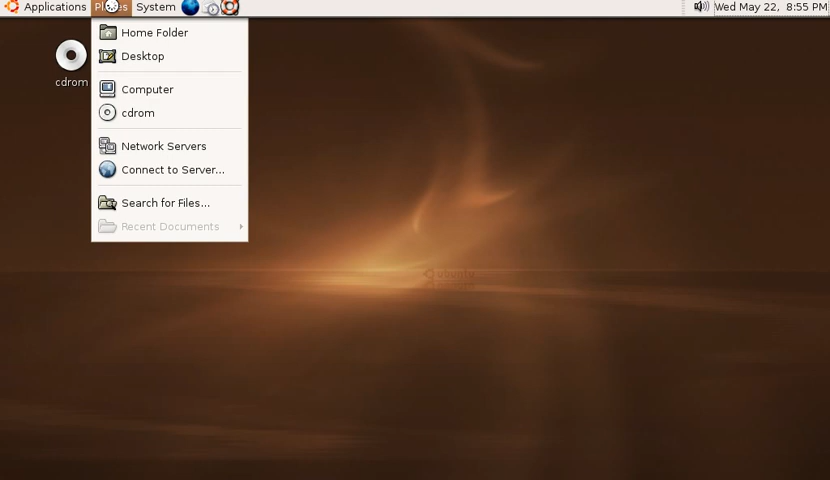 Applications Places System Wed May 22, 8:55 PM
cdrom
Home Folder
Desktop
Computer
cdrom
Network Servers
Connect to Server...
Search for Files...
Recent Documents
ubuntu